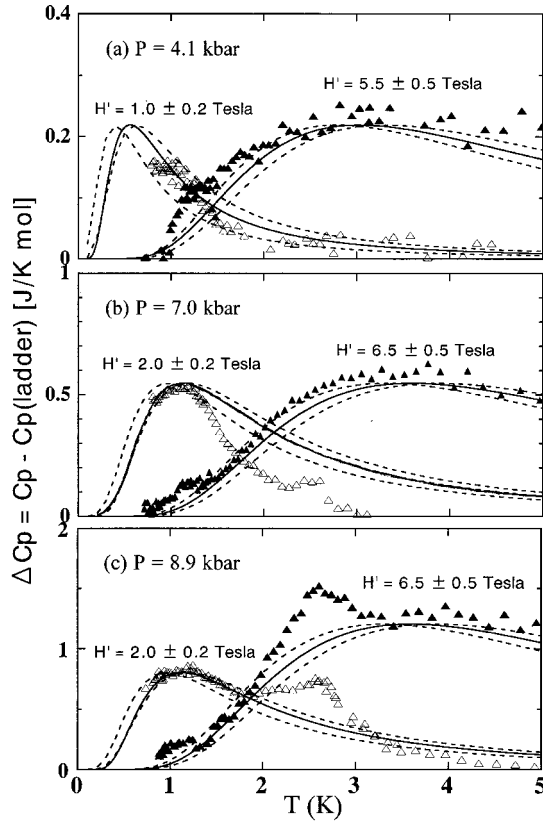 0.4
(a) P = 4.1 kbar
H' = 1.0 ± 0.2 Tesla
H' = 5.5 ± 0.5 Tesla
0.2
0
1
(b) P = 7.0 kbar
H' = 2.0 ± 0.2 Tesla
H' = 6.5 ± 0.5 Tesla
0.5
0
2
(c) P = 8.9 kbar
H' = 6.5 ± 0.5 Tesla
H' = 2.0 ± 0.2 Tesla
1
0
0 1 2 3 4 5
T (K)
Δ Cp = Cp - Cp(ladder) [J/K mol]